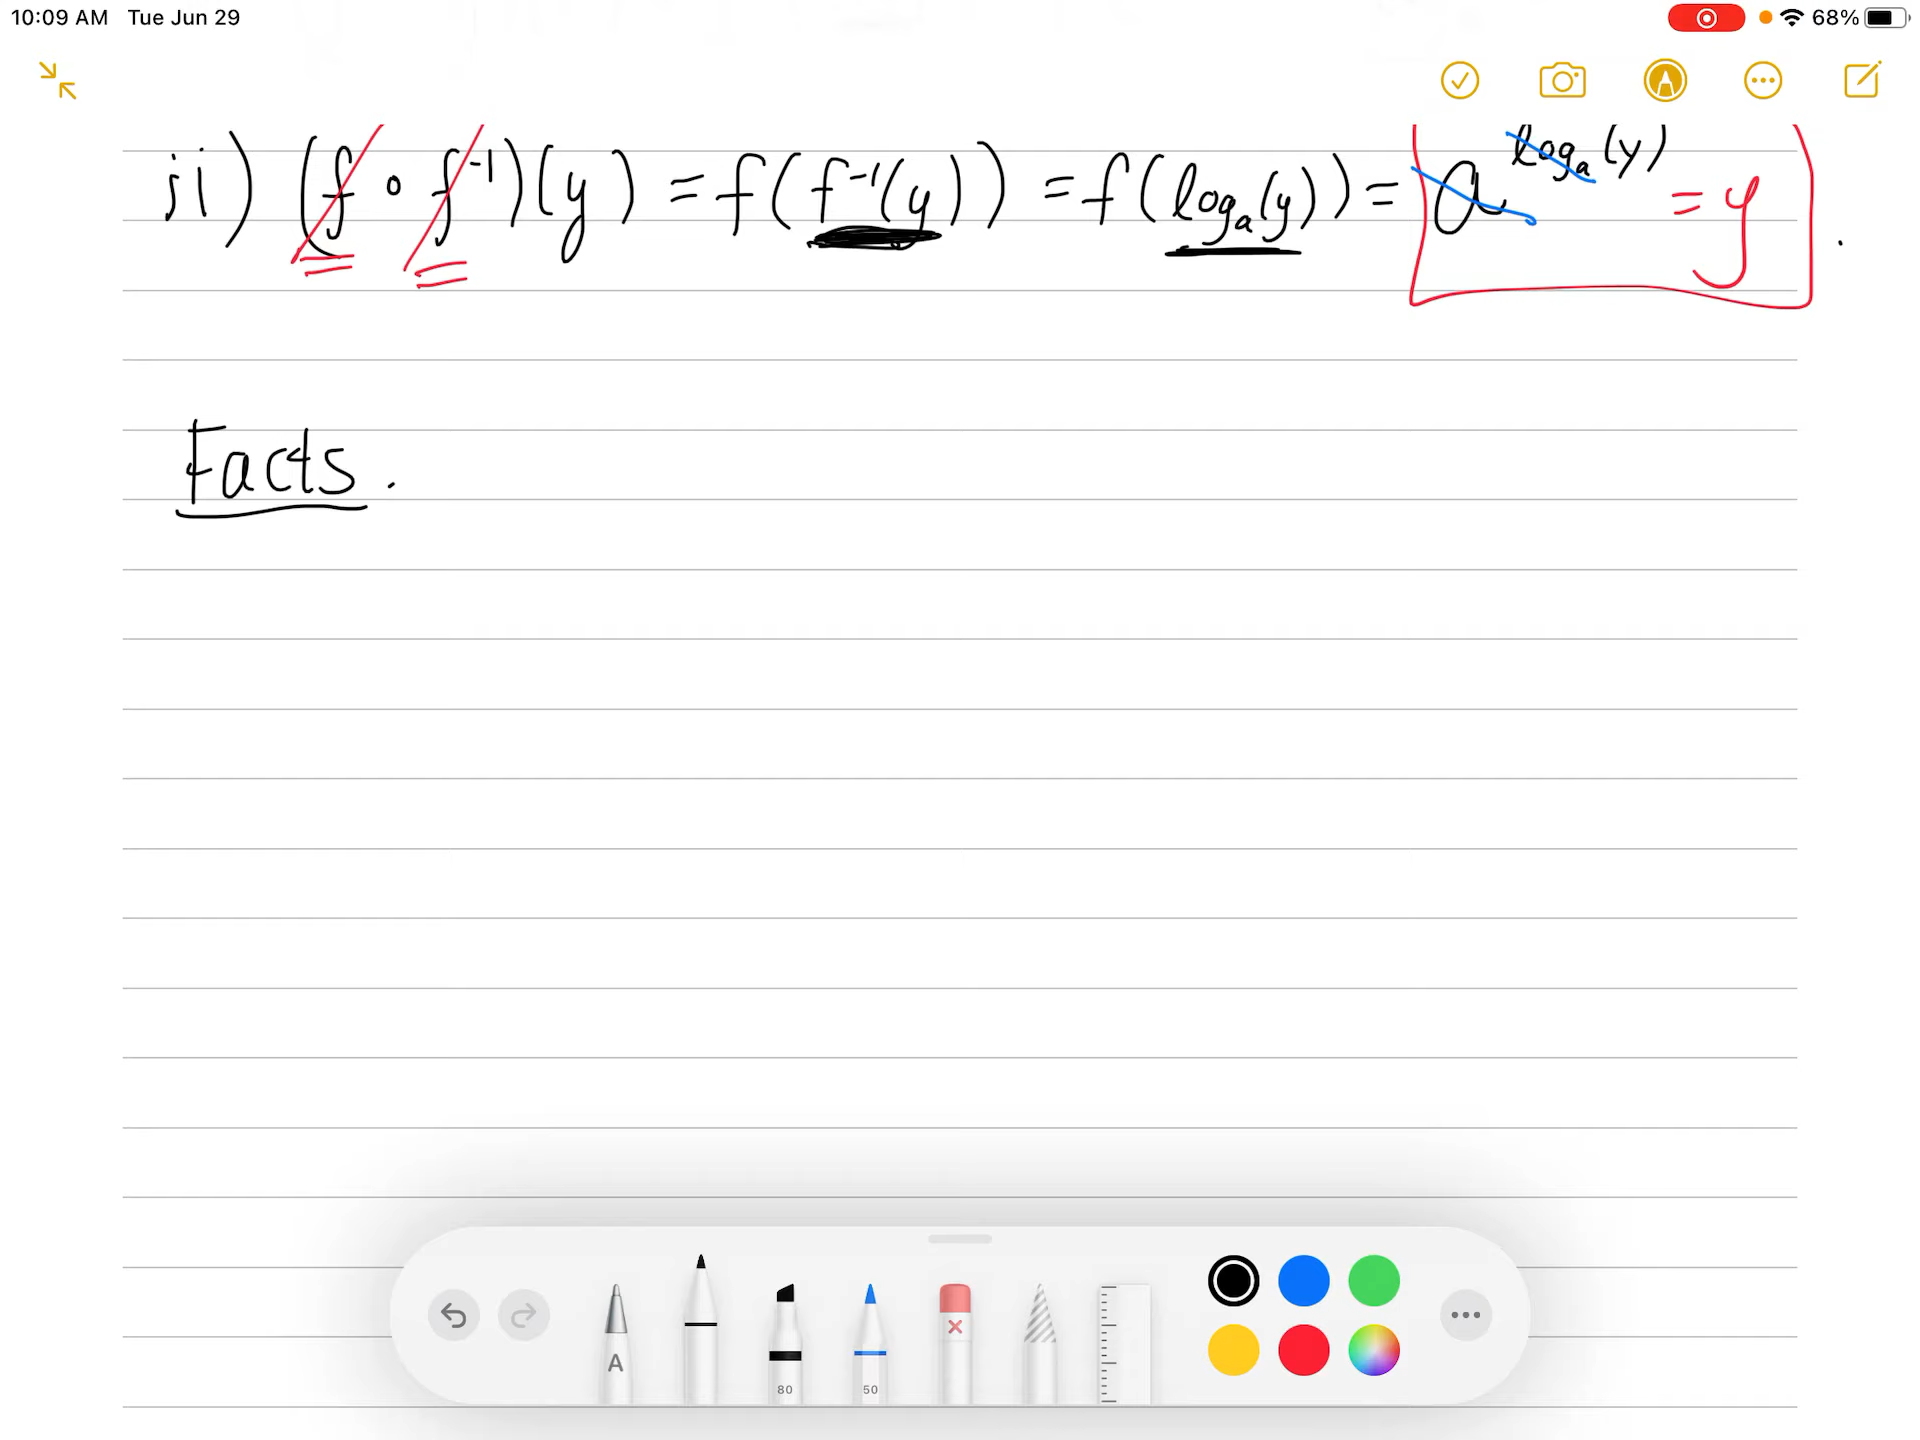 10:09 AM Tue Jun 29 68%
ii) (f ∘ f⁻¹)(y) = f(f⁻¹(y)) = f(logₐ(y)) = a^logₐ(y) = y .
Facts.
A 80 50